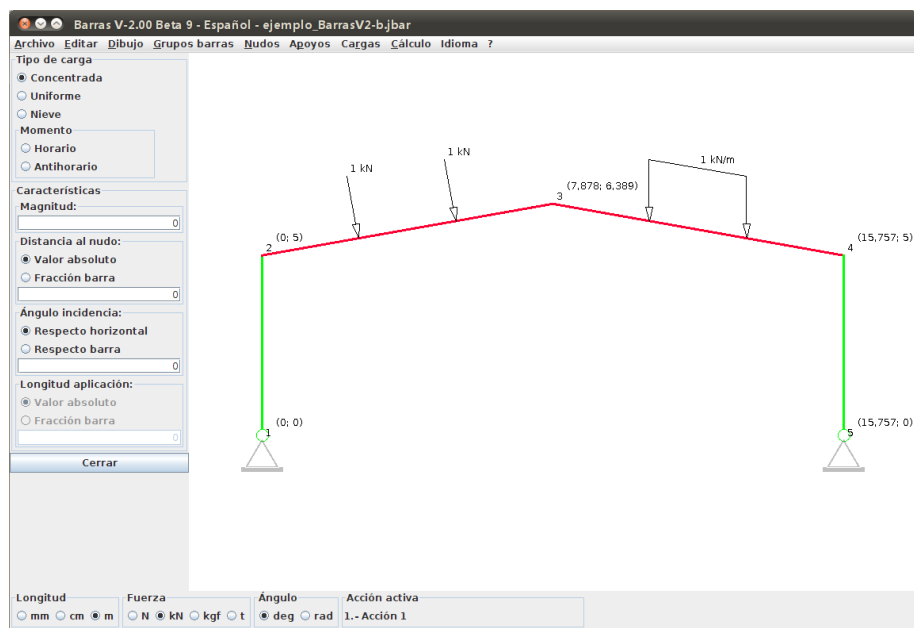 Barras V-2.00 Beta 9 - Español - ejemplo_BarrasV2-b.jbar
Archivo Editar Dibujo Grupos barras Nudos Apoyos Cargas Cálculo Idioma ?
Tipo de carga
Concentrada
Uniforme
Nieve
Momento
Horario
Antihorario
Características
Magnitud:
0
Distancia al nudo:
Valor absoluto
Fracción barra
0
Ángulo incidencia:
Respecto horizontal
Respecto barra
0
Longitud aplicación:
Valor absoluto
Fracción barra
0
Cerrar
1 kN
1 kN
1 kN/m
(7,878; 6,389)
3
(0; 5)
2
(15,757; 5)
4
(0; 0)
1
(15,757; 0)
5
Longitud
mm cm m
Fuerza
N kN kgf t
Ángulo
deg rad
Acción activa
1.- Acción 1